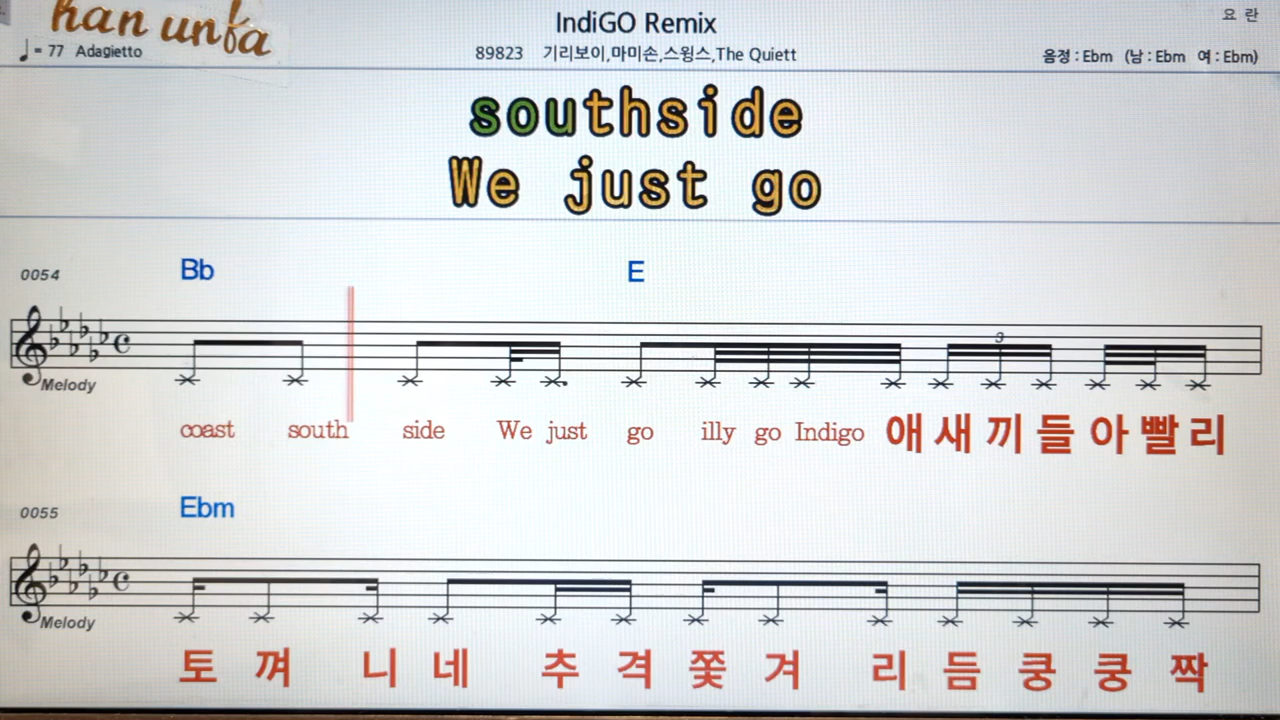 han unfa
IndiGO Remix
요 란
♩= 77 Adagietto
89823 기리보이,마미손,스윙스,The Quiett
음정 : Ebm (남 : Ebm 여 : Ebm)
southside
We just go
0054 Bb E
3
Melody
coast south side We just go illy go Indigo 애 새 끼 들 아 빨 리
0055 Ebm
Melody
토 껴 니 네 추 격 쫓 겨 리 듬 쿵 쿵 짝